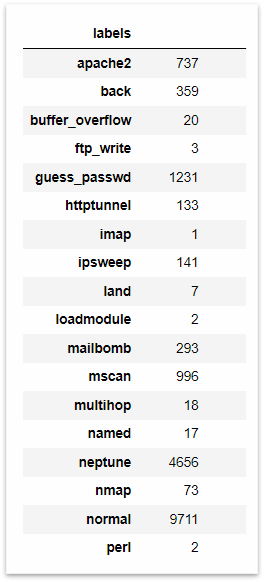 labels
apache2 737
back 359
buffer_overflow 20
ftp_write 3
guess_passwd 1231
httptunnel 133
imap 1
ipsweep 141
land 7
loadmodule 2
mailbomb 293
mscan 996
multihop 18
named 17
neptune 4656
nmap 73
normal 9711
perl 2